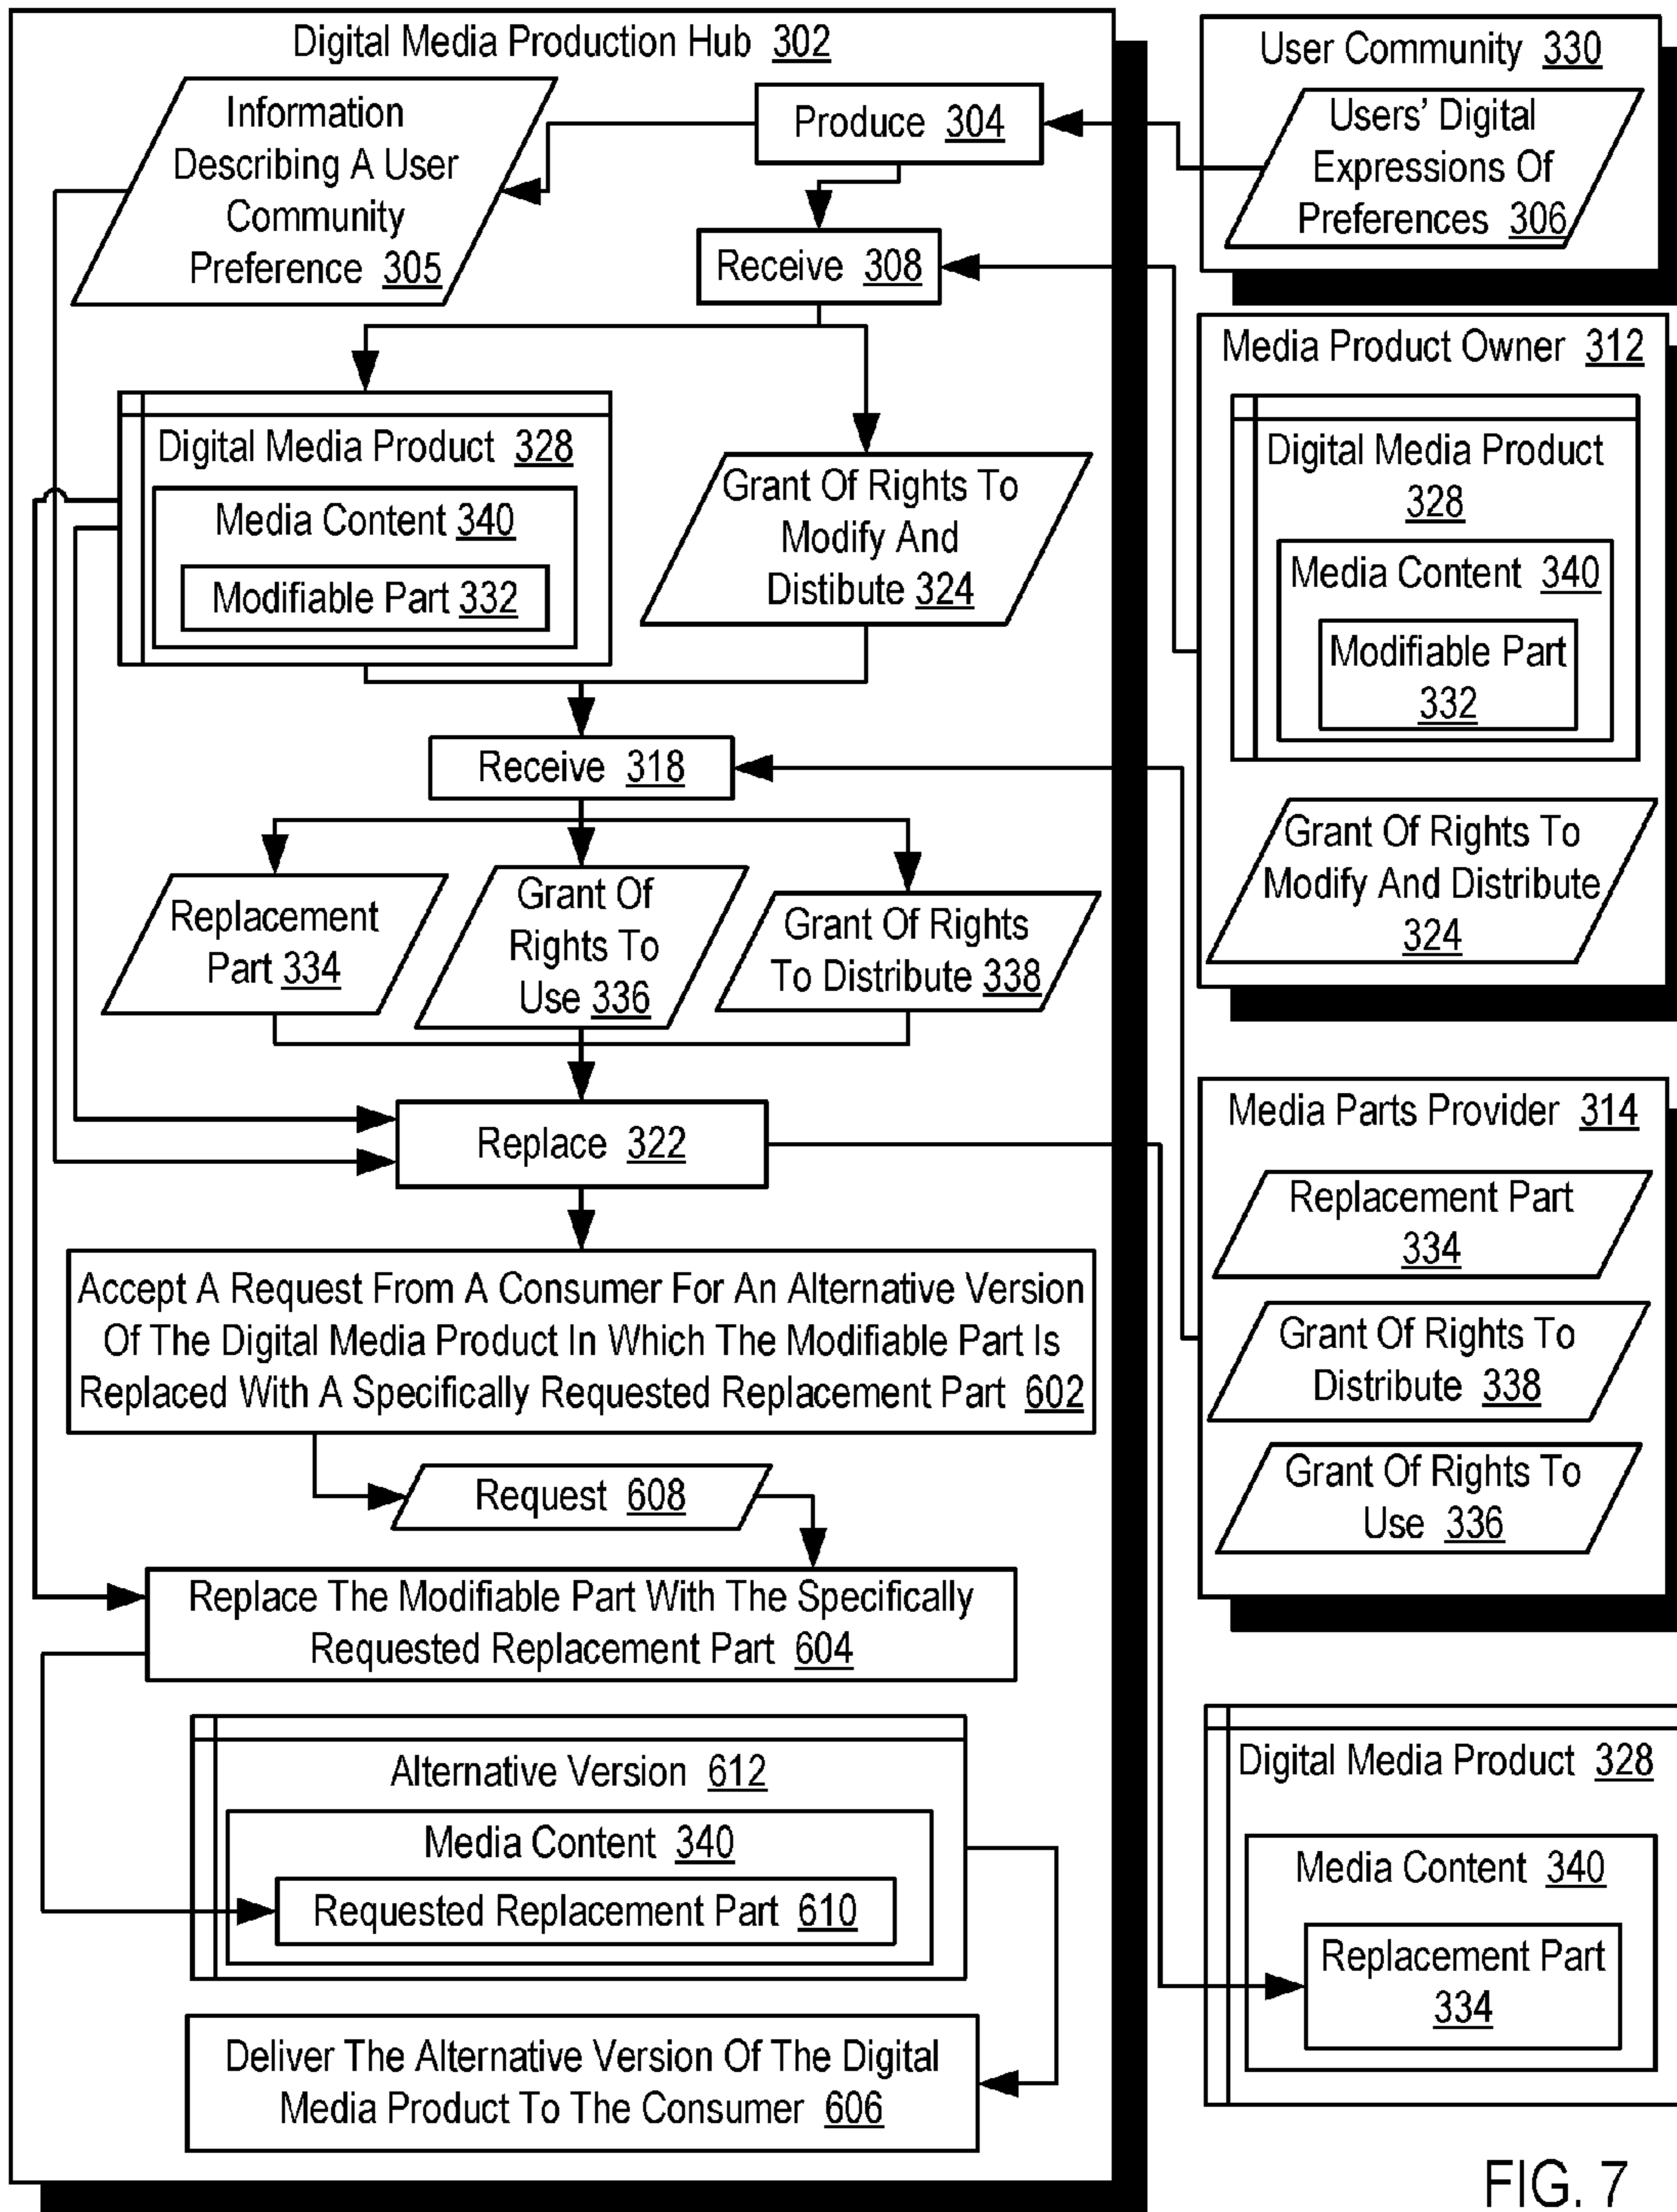 Digital Media Production Hub 302
Information
Describing A User
Community
Preference 305
Produce 304
Receive 308
Digital Media Product 328
Media Content 340
Modifiable Part 332
Grant Of Rights To
Modify And
Distibute 324
Receive 318
Replacement
Part 334
Grant Of
Rights To
Use 336
Grant Of Rights
To Distribute 338
Replace 322
Accept A Request From A Consumer For An Alternative Version
Of The Digital Media Product In Which The Modifiable Part Is
Replaced With A Specifically Requested Replacement Part 602
Request 608
Replace The Modifiable Part With The Specifically
Requested Replacement Part 604
Alternative Version 612
Media Content 340
Requested Replacement Part 610
Deliver The Alternative Version Of The Digital
Media Product To The Consumer 606
User Community 330
Users' Digital
Expressions Of
Preferences 306
Media Product Owner 312
Digital Media Product
328
Media Content 340
Modifiable Part
332
Grant Of Rights To
Modify And Distribute
324
Media Parts Provider 314
Replacement Part
334
Grant Of Rights To
Distribute 338
Grant Of Rights To
Use 336
Digital Media Product 328
Media Content 340
Replacement Part
334
FIG. 7